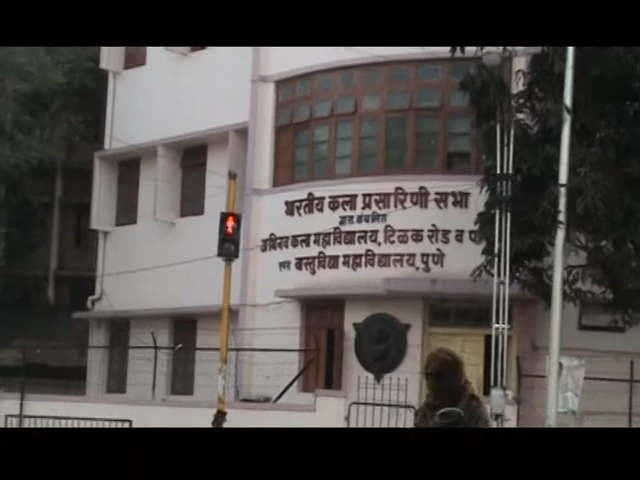 भारतीय कला प्रसारिणी सभा
द्वारा संचलित
अभिनव कला महाविद्यालय, टिळक रोड व
वास्तुविद्या महाविद्यालय, पुणे